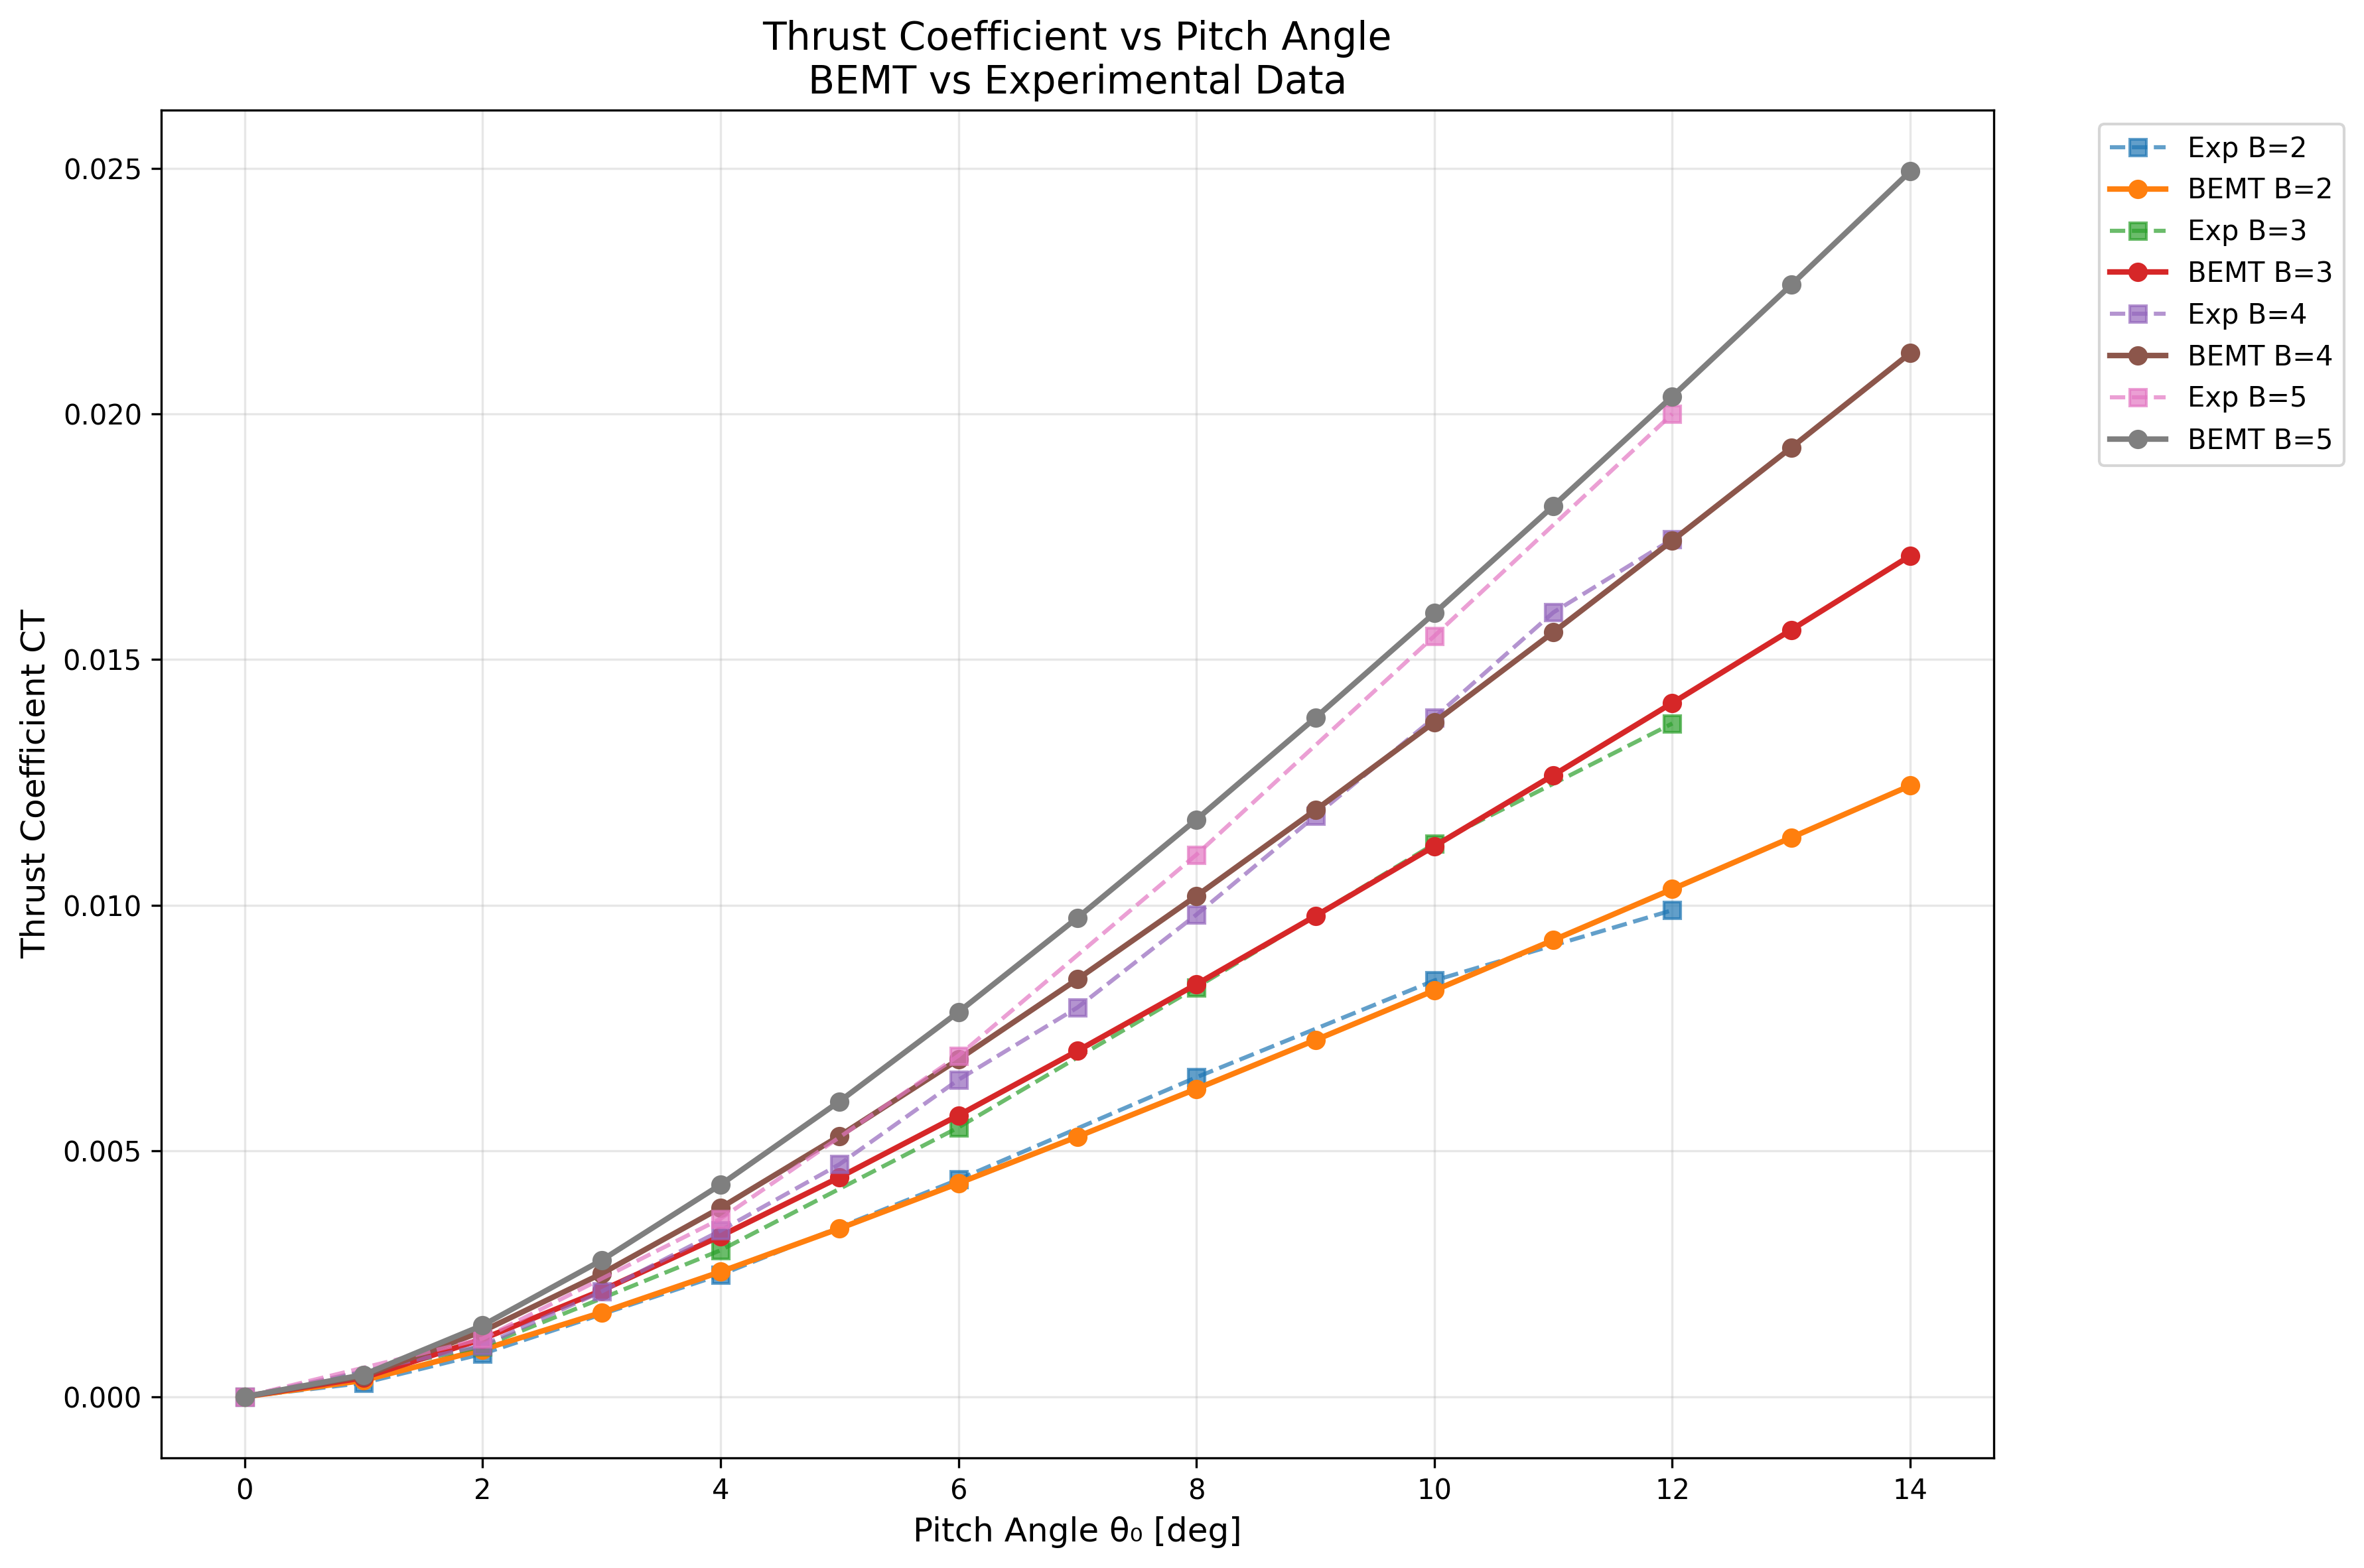 Thrust Coefficient vs Pitch Angle
BEMT vs Experimental Data
Thrust Coefficient CT
0.025
0.020
0.015
0.010
0.005
0.000
0 2 4 6 8 10 12 14
Pitch Angle θ₀ [deg]
Exp B=2
BEMT B=2
Exp B=3
BEMT B=3
Exp B=4
BEMT B=4
Exp B=5
BEMT B=5